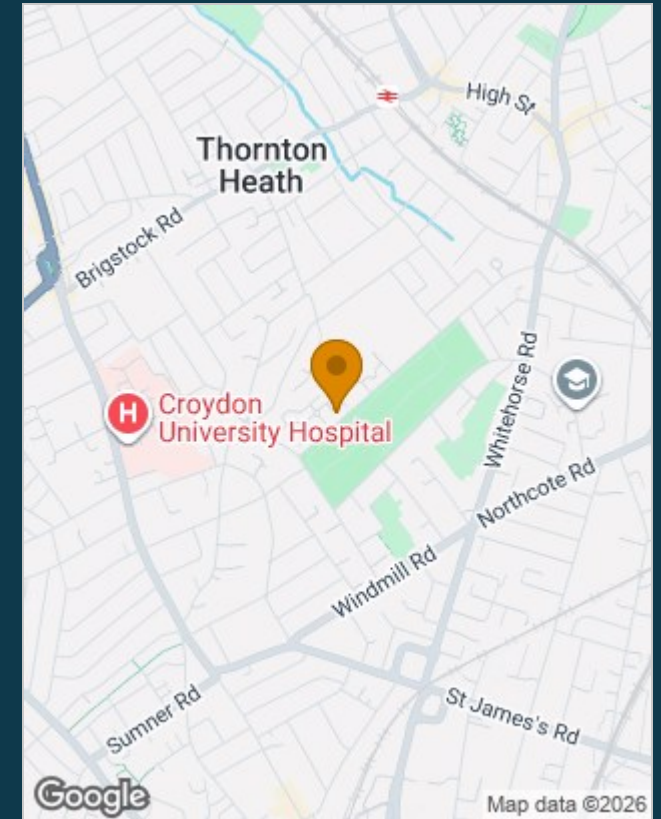 High St
Thornton
Heath
Brigstock Rd
Whitehorse Rd
H
Croydon
University Hospital
Northcote Rd
Windmill Rd
Sumner Rd
St James's Rd
Google
Map data ©2026